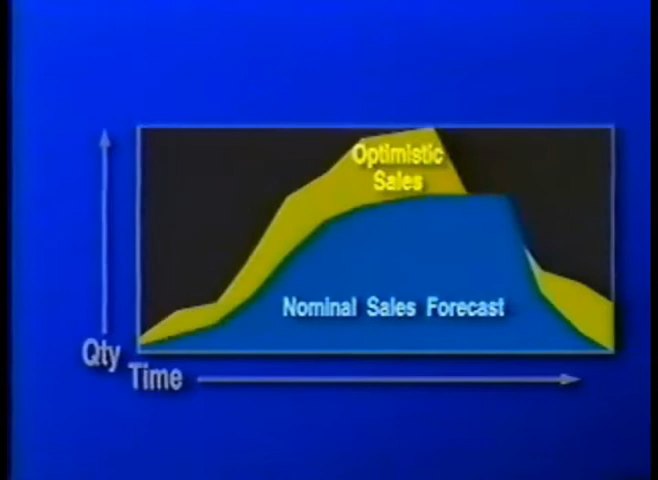 Optimistic
Sales
Nominal Sales Forecast
Qty
Time